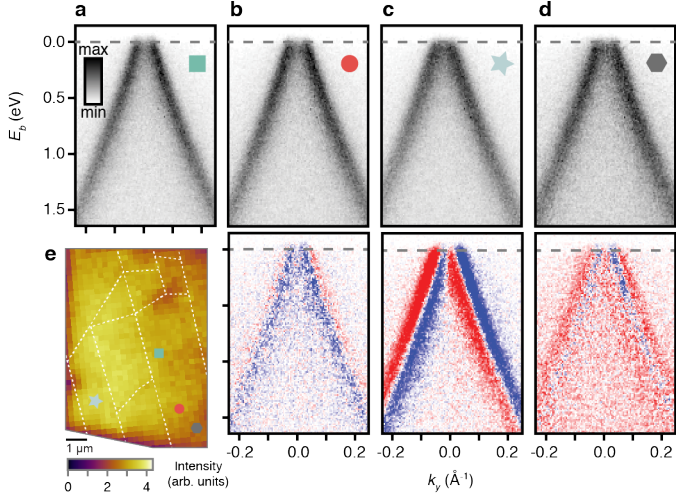 a b c d
max
min
0.0
0.5
1.0
1.5
E_b (eV)
e
1 μm
0 2 4
Intensity
(arb. units)
-0.2 0.0 0.2 -0.2 0.0 0.2 -0.2 0.0 0.2
k_y (Å⁻¹)